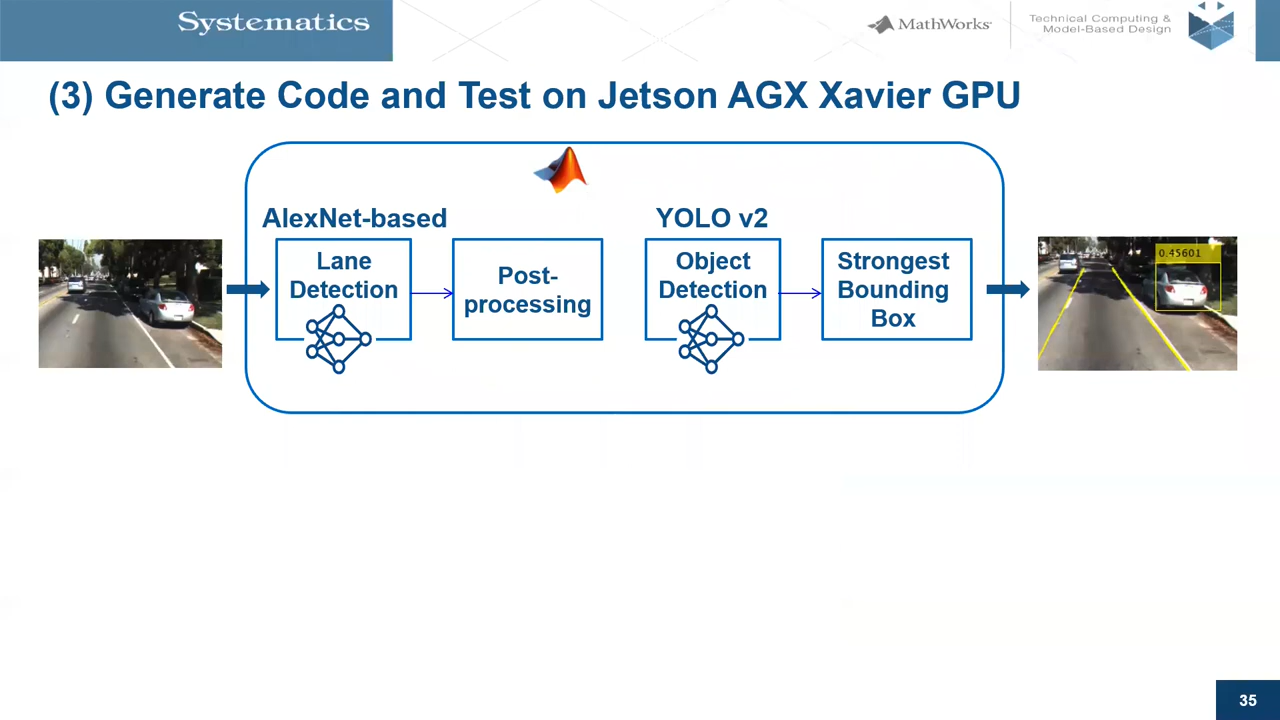 Systematics
MathWorks
Technical Computing &
Model-Based Design
(3) Generate Code and Test on Jetson AGX Xavier GPU
AlexNet-based
YOLO v2
Lane
Detection
Post-
processing
Object
Detection
Strongest
Bounding
Box
0.45601
35